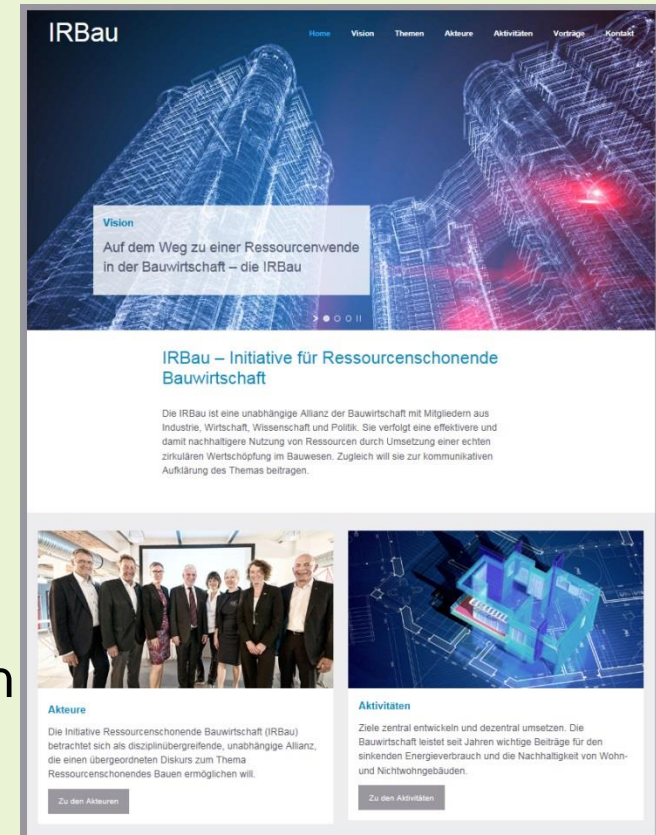 IRBau
Home Vision Themen Akteure Aktivitäten Vorträge Kontakt
Vision
Auf dem Weg zu einer Ressourcenwende
in der Bauwirtschaft – die IRBau
IRBau – Initiative für Ressourcenschonende
Bauwirtschaft
Die IRBau ist eine unabhängige Allianz der Bauwirtschaft mit Mitgliedern aus
Industrie, Wirtschaft, Wissenschaft und Politik. Sie verfolgt eine effektivere und
damit nachhaltigere Nutzung von Ressourcen durch Umsetzung einer echten
zirkulären Wertschöpfung im Bauwesen. Zugleich will sie zur kommunikativen
Aufklärung des Themas beitragen.
n
Akteure
Die Initiative Ressourcenschonende Bauwirtschaft (IRBau)
betrachtet sich als disziplinübergreifende, unabhängige Allianz,
die einen übergeordneten Diskurs zum Thema
Ressourcenschonendes Bauen ermöglichen will.
Zu den Akteuren
Aktivitäten
Ziele zentral entwickeln und dezentral umsetzen. Die
Bauwirtschaft leistet seit Jahren wichtige Beiträge für den
sinkenden Energieverbrauch und die Nachhaltigkeit von Wohn-
und Nichtwohngebäuden.
Zu den Aktivitäten